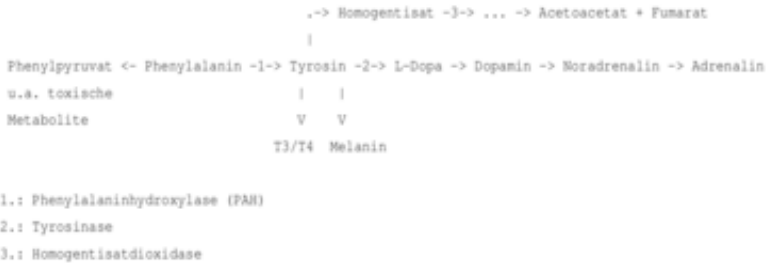 .-> Homogentisat -3-> ... -> Acetoacetat + Fumarat
|
Phenylpyruvat <- Phenylalanin -1-> Tyrosin -2-> L-Dopa -> Dopamin -> Noradrenalin -> Adrenalin
u.a. toxische | |
Metabolite V V
T3/T4 Melanin
1.: Phenylalaninhydroxylase (PAH)
2.: Tyrosinase
3.: Homogentisatdioxidase